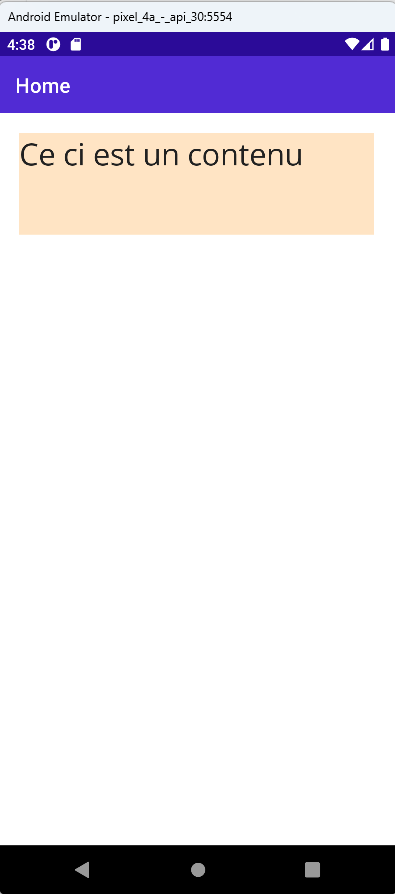 Android Emulator - pixel_4a_-_api_30:5554
4:38
Home
Ce ci est un contenu